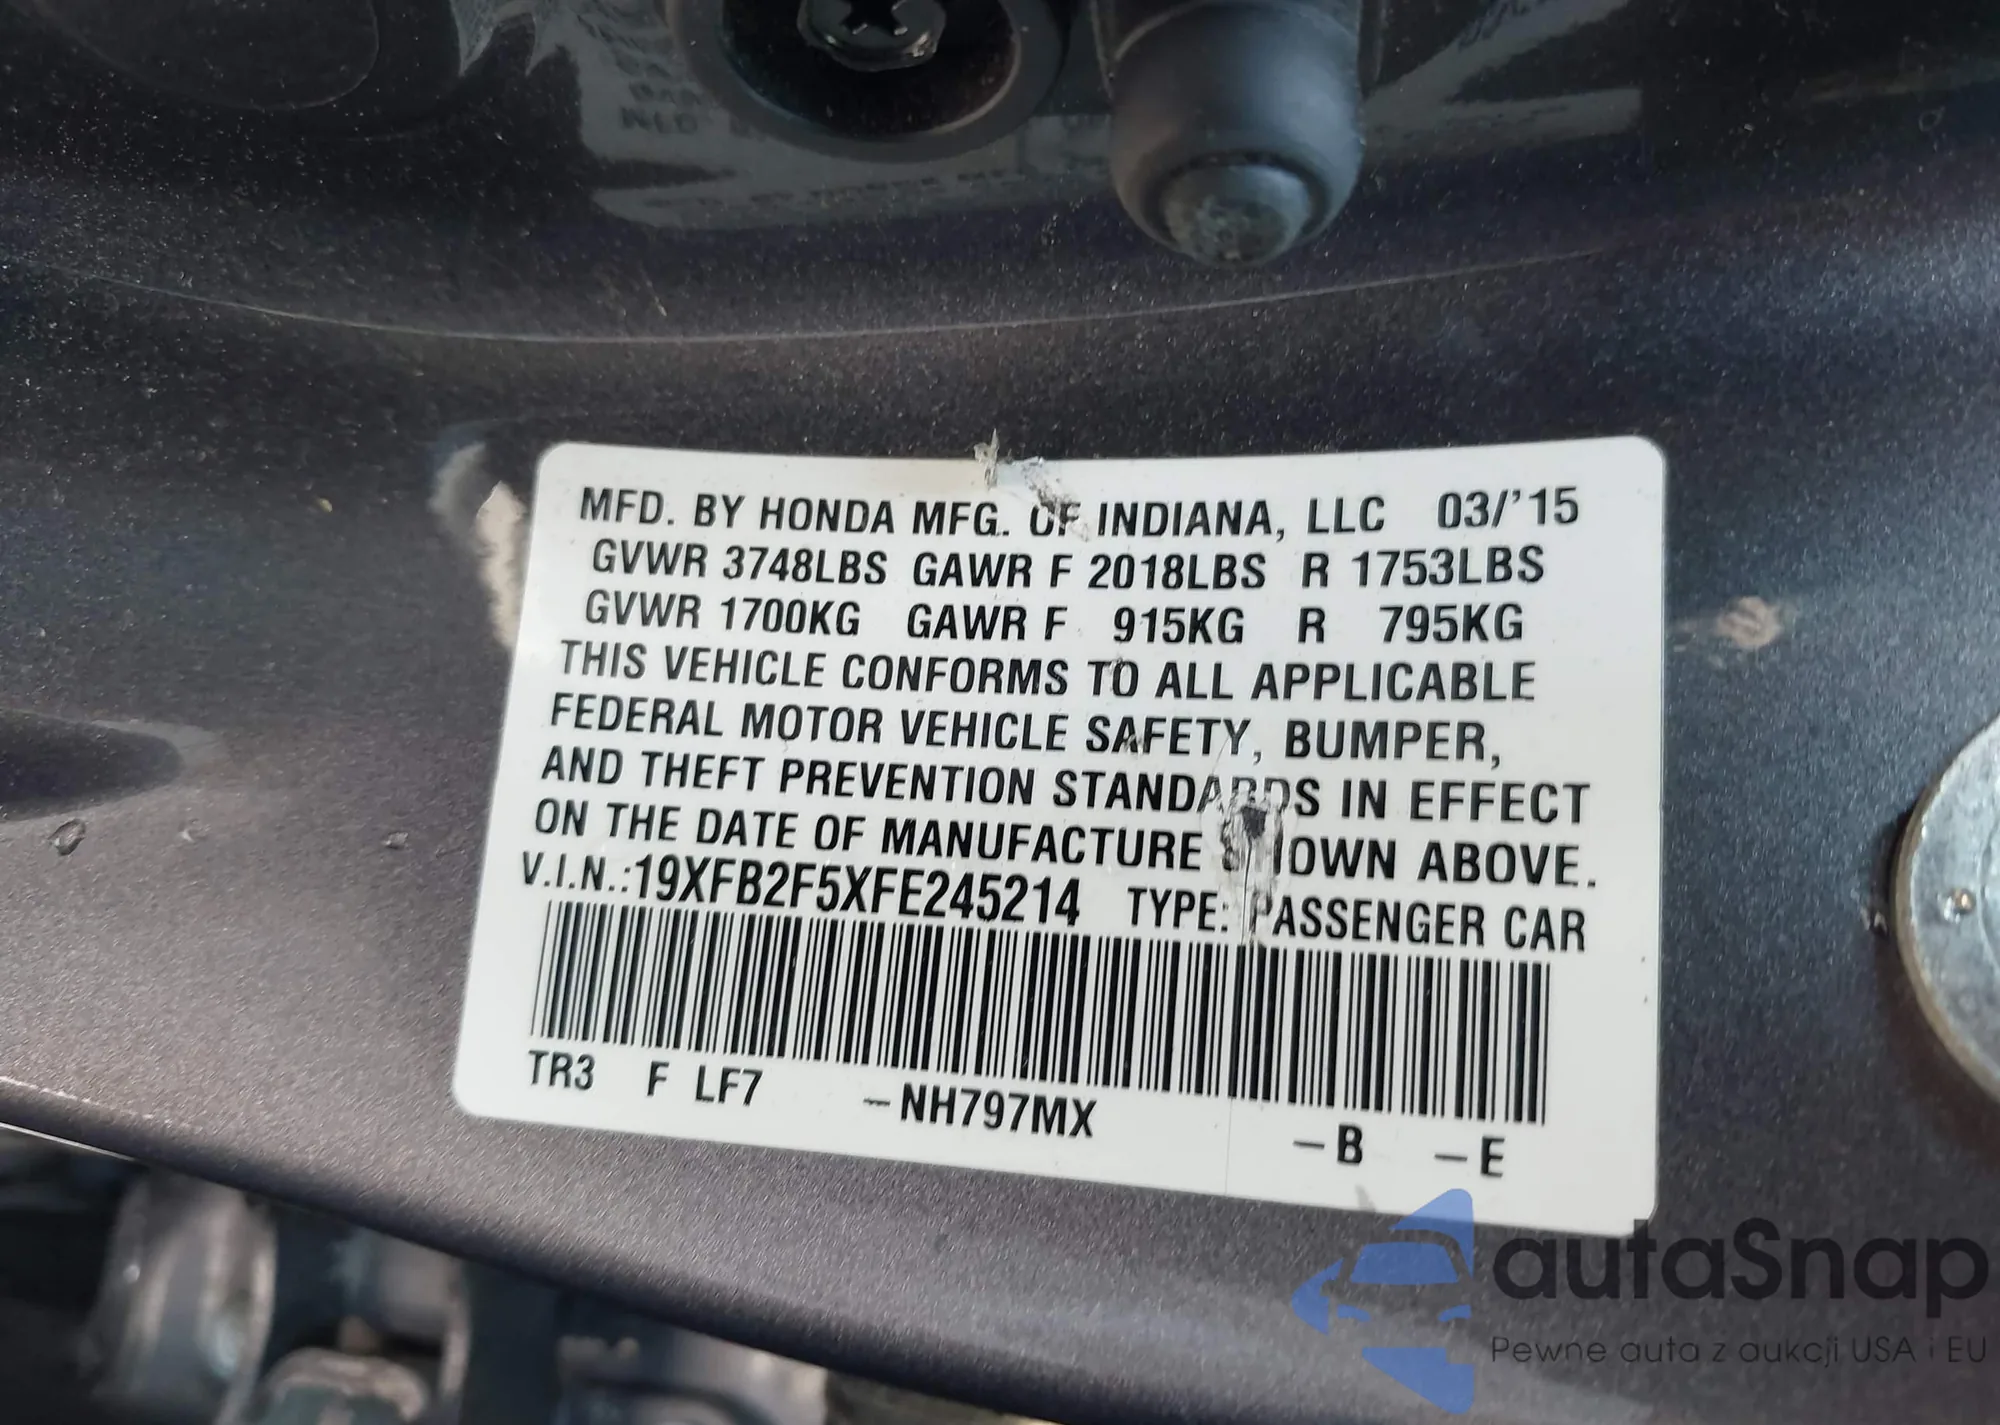 MFD. BY HONDA MFG. OF INDIANA, LLC 03/'15
GVWR 3748LBS GAWR F 2018LBS R 1753LBS
GVWR 1700KG GAWR F 915KG R 795KG
THIS VEHICLE CONFORMS TO ALL APPLICABLE
FEDERAL MOTOR VEHICLE SAFETY, BUMPER,
AND THEFT PREVENTION STANDARDS IN EFFECT
ON THE DATE OF MANUFACTURE SHOWN ABOVE.
V.I.N.:19XFB2F5XFE245214 TYPE: PASSENGER CAR
TR3 F LF7 -NH797MX -B -E
autaSnap
Pewne auta z aukcji USA i EU